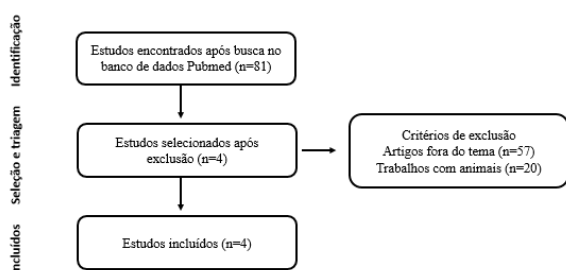 Identificação
Estudos encontrados após busca no
banco de dados Pubmed (n=81)
Seleção e triagem
Estudos selecionados após
exclusão (n=4)
Critérios de exclusão
Artigos fora do tema (n=57)
Trabalhos com animais (n=20)
ncluídos
Estudos incluídos (n=4)